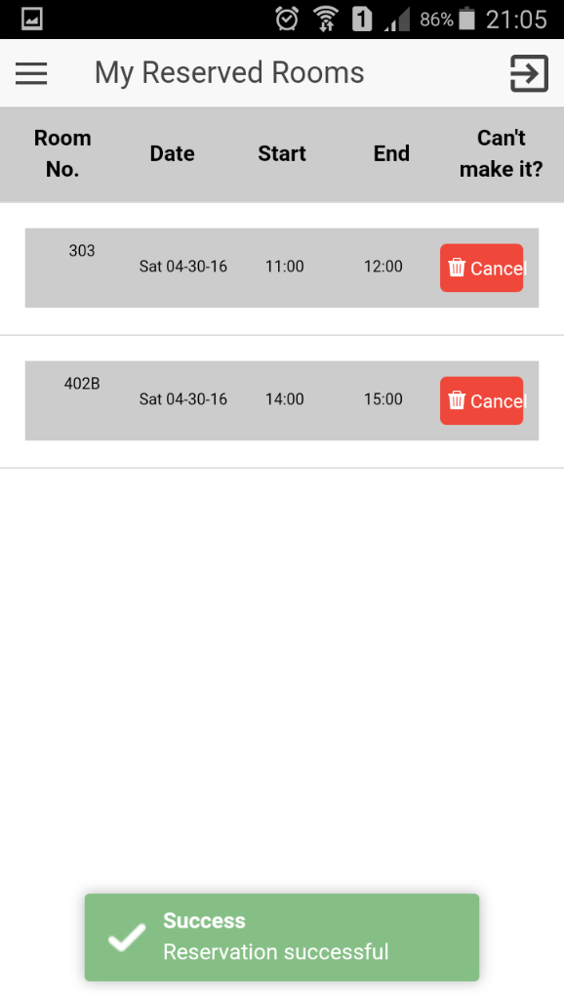 1 86% 21:05
My Reserved Rooms
Room No. Date Start End Can't make it?
303 Sat 04-30-16 11:00 12:00 Cancel
402B Sat 04-30-16 14:00 15:00 Cancel
Success
Reservation successful